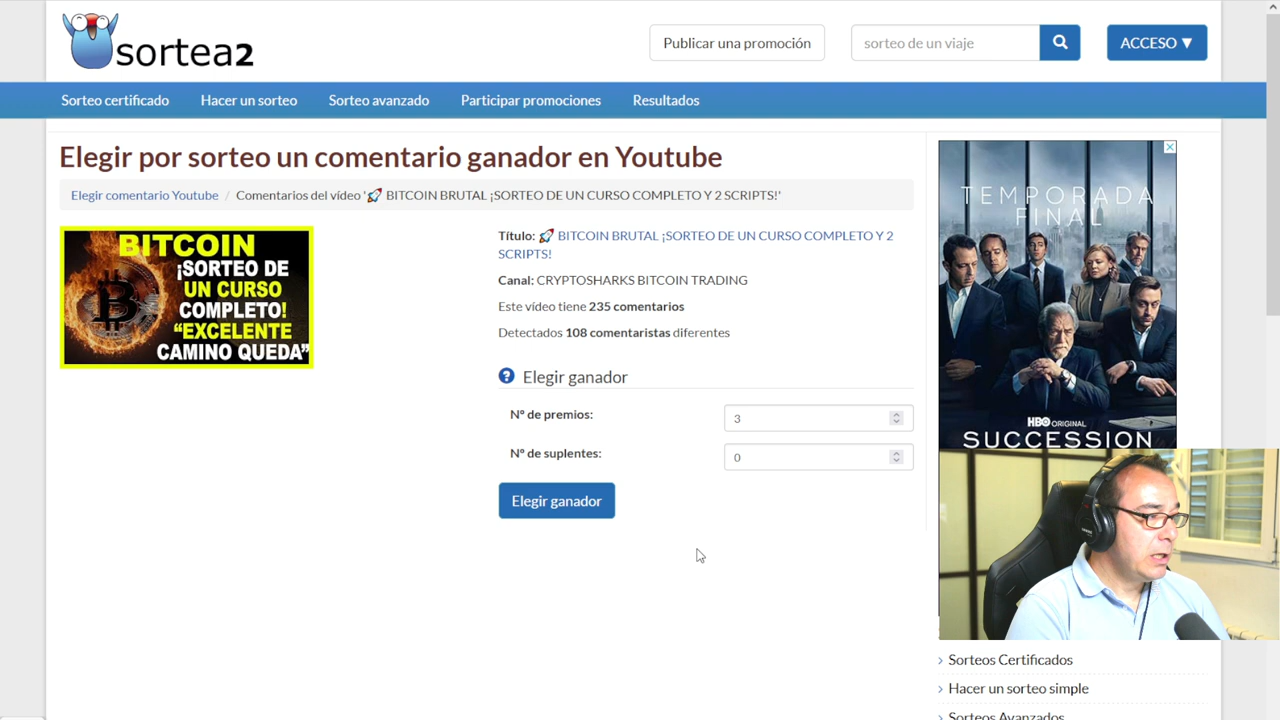 sortea2
Publicar una promoción
sorteo de un viaje
ACCESO ▼
Sorteo certificado
Hacer un sorteo
Sorteo avanzado
Participar promociones
Resultados
Elegir por sorteo un comentario ganador en Youtube
Elegir comentario Youtube / Comentarios del vídeo '🚀 BITCOIN BRUTAL ¡SORTEO DE UN CURSO COMPLETO Y 2 SCRIPTS!'
BITCOIN
¡SORTEO DE
UN CURSO
COMPLETO!
“EXCELENTE
CAMINO QUEDA”
Título: 🚀 BITCOIN BRUTAL ¡SORTEO DE UN CURSO COMPLETO Y 2
SCRIPTS!
Canal: CRYPTOSHARKS BITCOIN TRADING
Este vídeo tiene 235 comentarios
Detectados 108 comentaristas diferentes
? Elegir ganador
Nº de premios:
3
Nº de suplentes:
0
Elegir ganador
TEMPORADA
FINAL
HBO ORIGINAL
SUCCESSION
> Sorteos Certificados
> Hacer un sorteo simple
> Sorteos Avanzados